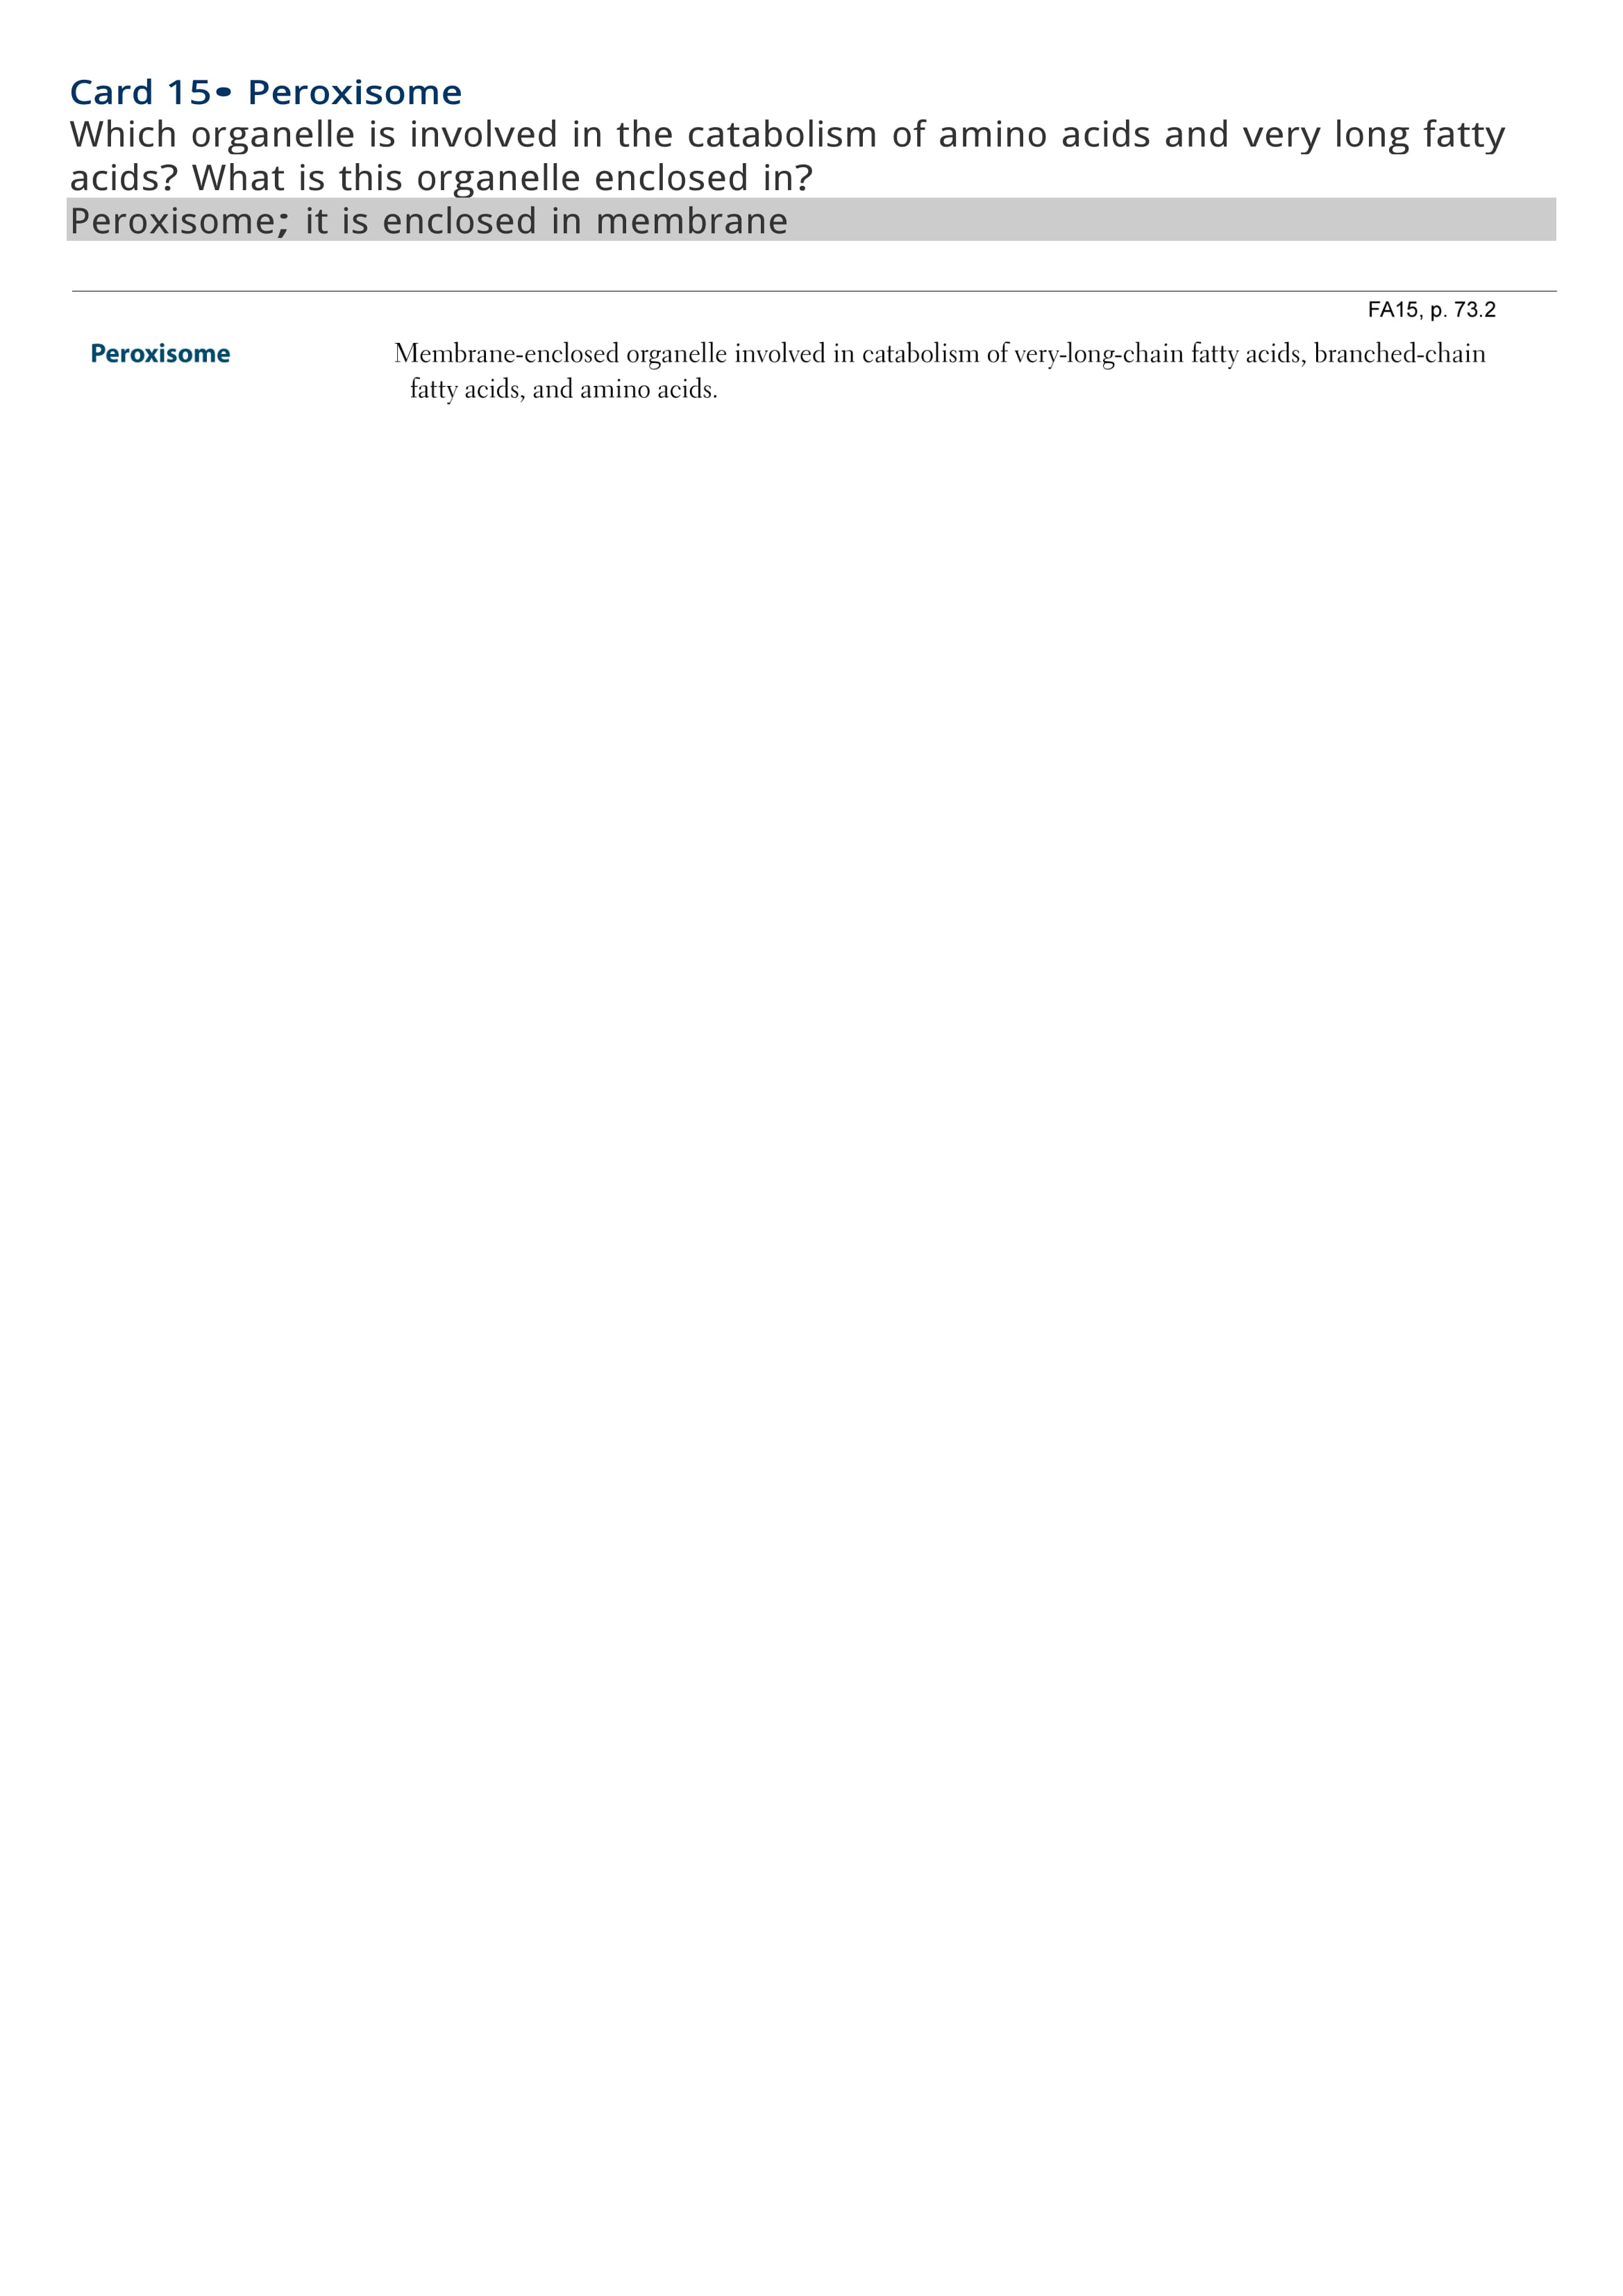 Card 15• Peroxisome
Which organelle is involved in the catabolism of amino acids and very long fatty
acids? What is this organelle enclosed in?
Peroxisome; it is enclosed in membrane
FA15, p. 73.2
Peroxisome Membrane-enclosed organelle involved in catabolism of very-long-chain fatty acids, branched-chain
fatty acids, and amino acids.